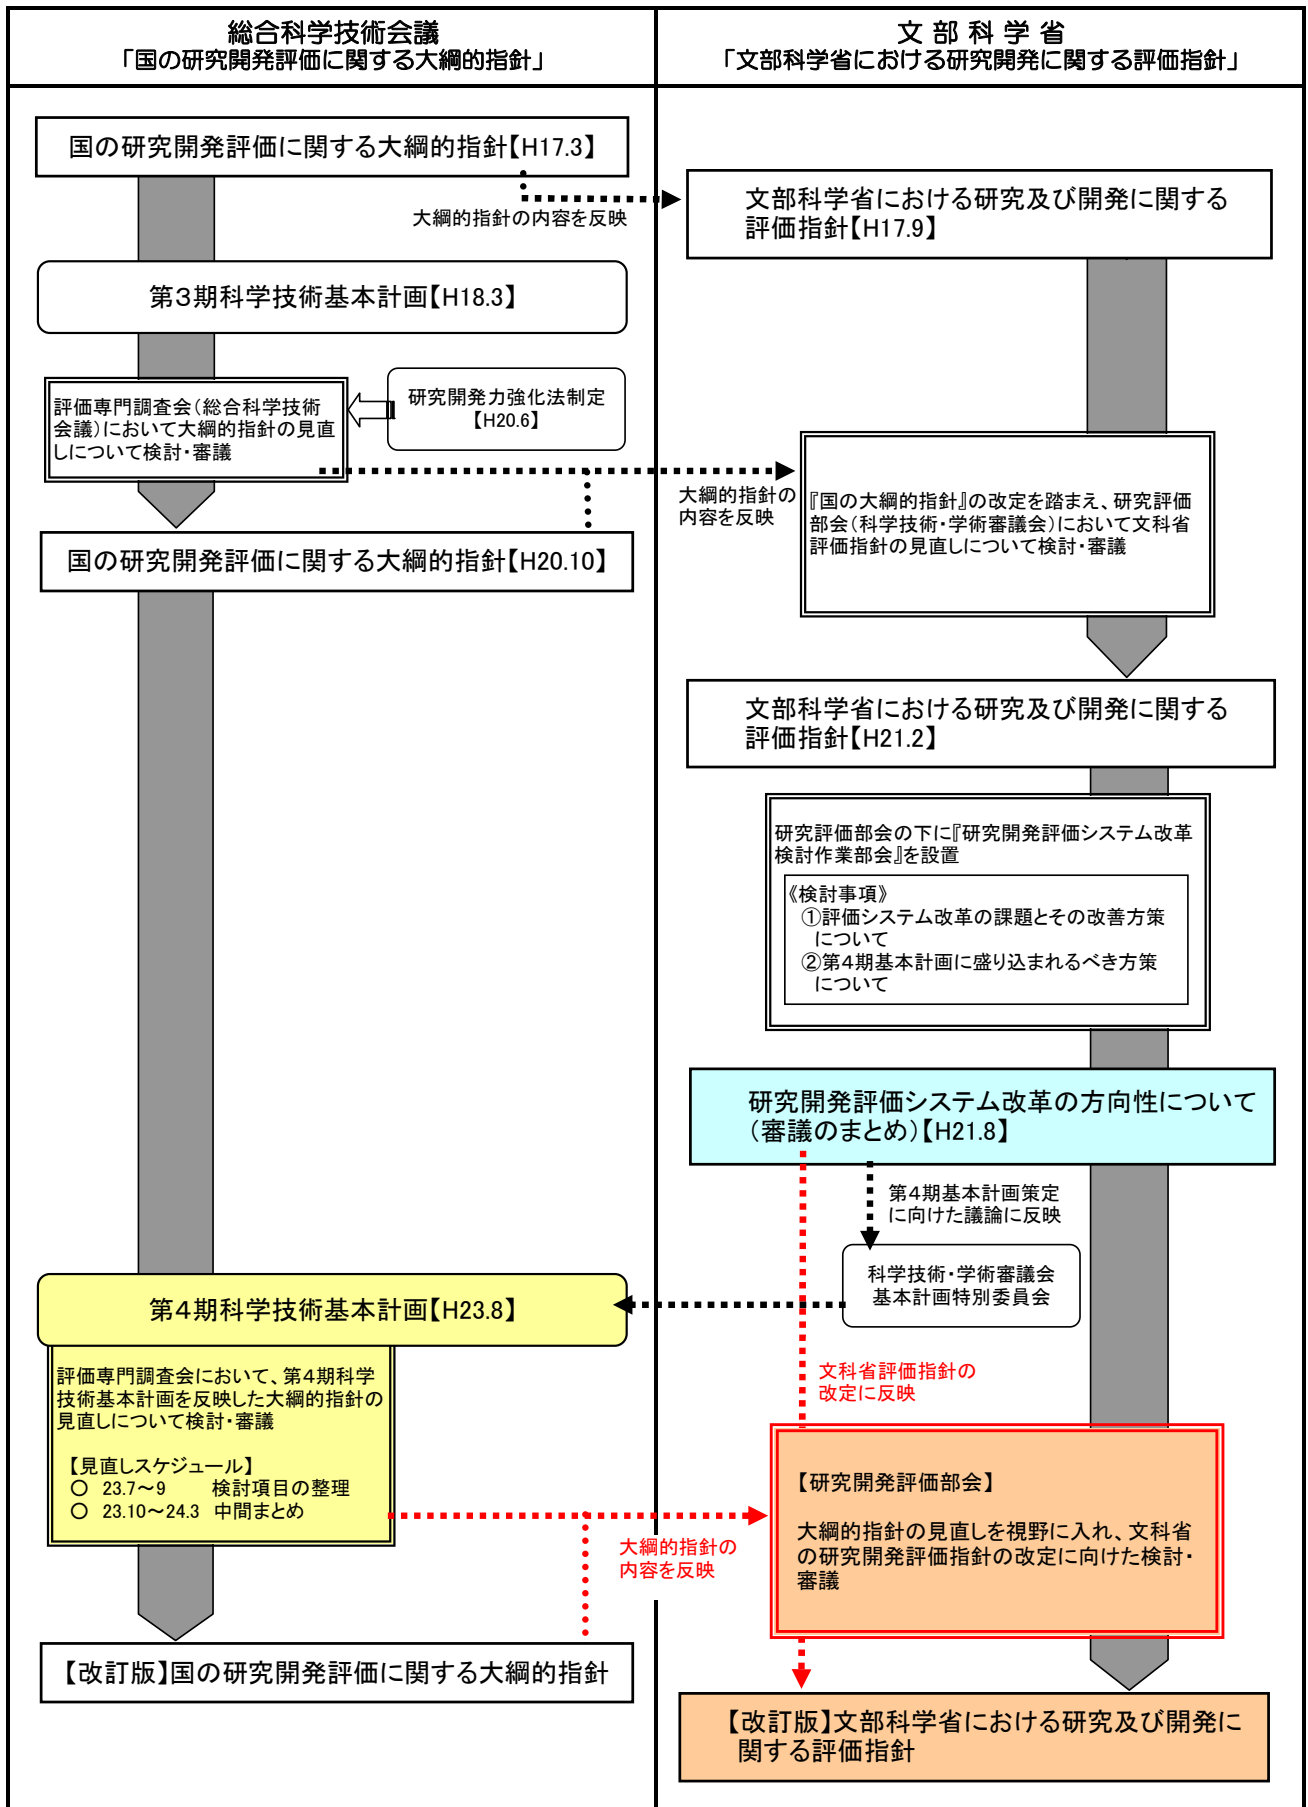 総合科学技術会議
「国の研究開発評価に関する大綱的指針」
文 部 科 学 省
「文部科学省における研究開発に関する評価指針」
国の研究開発評価に関する大綱的指針【H17.3】
大綱的指針の内容を反映
文部科学省における研究及び開発に関する
評価指針【H17.9】
第3期科学技術基本計画【H18.3】
評価専門調査会(総合科学技術
会議)において大綱的指針の見直
しについて検討・審議
研究開発力強化法制定
【H20.6】
大綱的指針の
内容を反映
『国の大綱的指針』の改定を踏まえ、研究評価
部会(科学技術・学術審議会)において文科省
評価指針の見直しについて検討・審議
国の研究開発評価に関する大綱的指針【H20.10】
文部科学省における研究及び開発に関する
評価指針【H21.2】
研究評価部会の下に『研究開発評価システム改革
検討作業部会』を設置
《検討事項》
①評価システム改革の課題とその改善方策
について
②第4期基本計画に盛り込まれるべき方策
について
研究開発評価システム改革の方向性について
(審議のまとめ)【H21.8】
第4期基本計画策定
に向けた議論に反映
科学技術・学術審議会
基本計画特別委員会
第4期科学技術基本計画【H23.8】
評価専門調査会において、第4期科学
技術基本計画を反映した大綱的指針の
見直しについて検討・審議
【見直しスケジュール】
○ 23.7～9 検討項目の整理
○ 23.10～24.3 中間まとめ
文科省評価指針の
改定に反映
大綱的指針の
内容を反映
【研究開発評価部会】
大綱的指針の見直しを視野に入れ、文科省
の研究開発評価指針の改定に向けた検討・
審議
【改訂版】国の研究開発評価に関する大綱的指針
【改訂版】文部科学省における研究及び開発に
関する評価指針